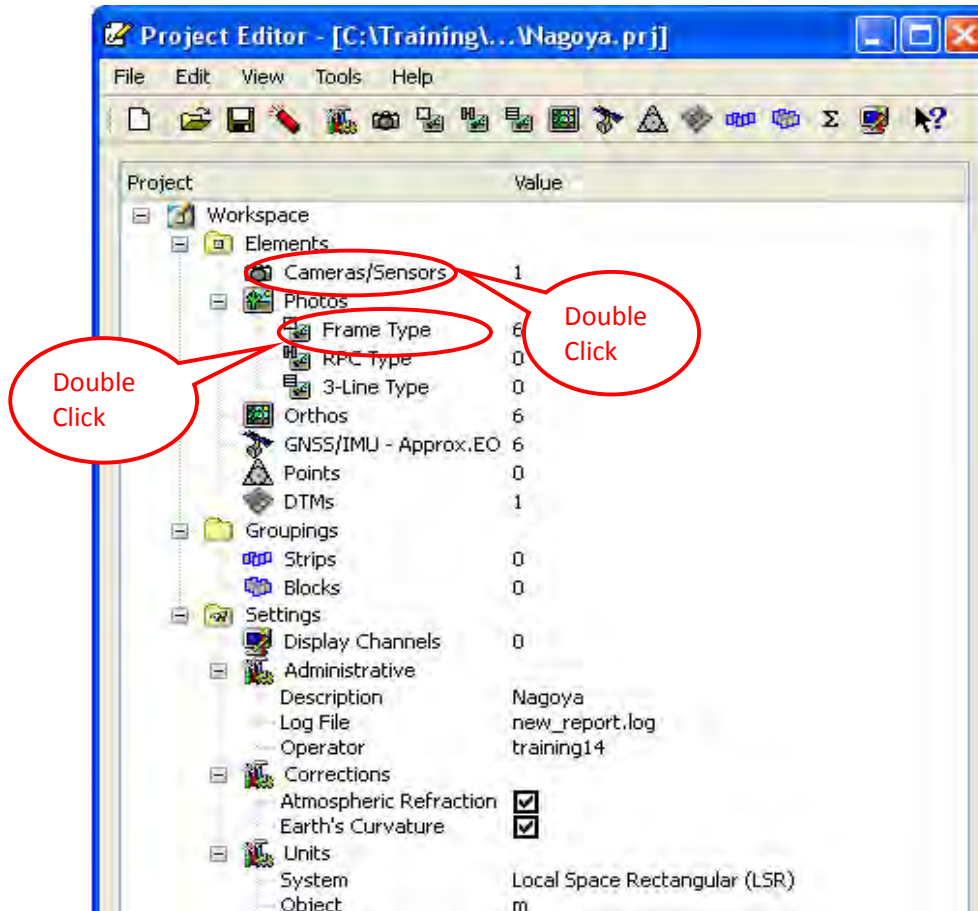 Project Editor - [C:\Training\...\Nagoya.prj]
File Edit View Tools Help
Project Value
Workspace
Elements
Cameras/Sensors 1
Photos
Frame Type 6
RPC Type 0
3-Line Type 0
Orthos 6
GNSS/IMU - Approx.EO 6
Points 0
DTMs 1
Groupings
Strips 0
Blocks 0
Settings
Display Channels 0
Administrative
Description Nagoya
Log File new_report.log
Operator training14
Corrections
Atmospheric Refraction
Earth's Curvature
Units
System Local Space Rectangular (LSR)
Object m
Double
Click
Double
Click